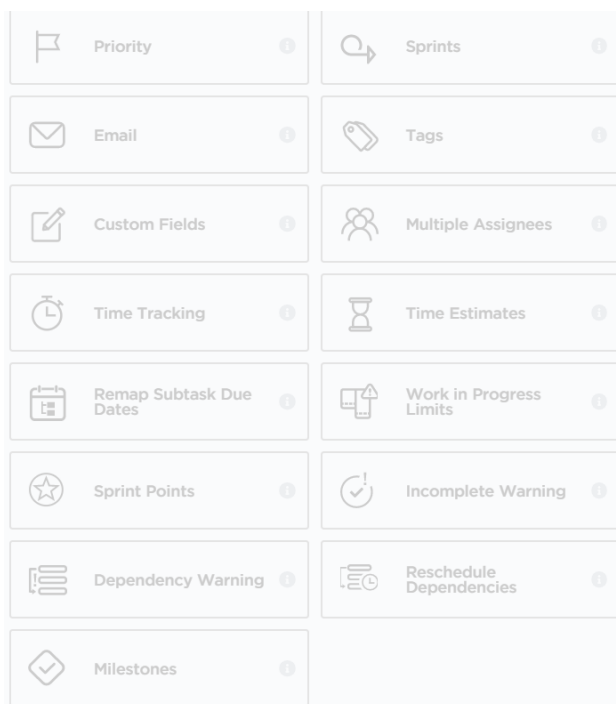 Priority
Sprints
Email
Tags
Custom Fields
Multiple Assignees
Time Tracking
Time Estimates
Remap Subtask Due
Dates
Work in Progress
Limits
Sprint Points
Incomplete Warning
Dependency Warning
Reschedule
Dependencies
Milestones